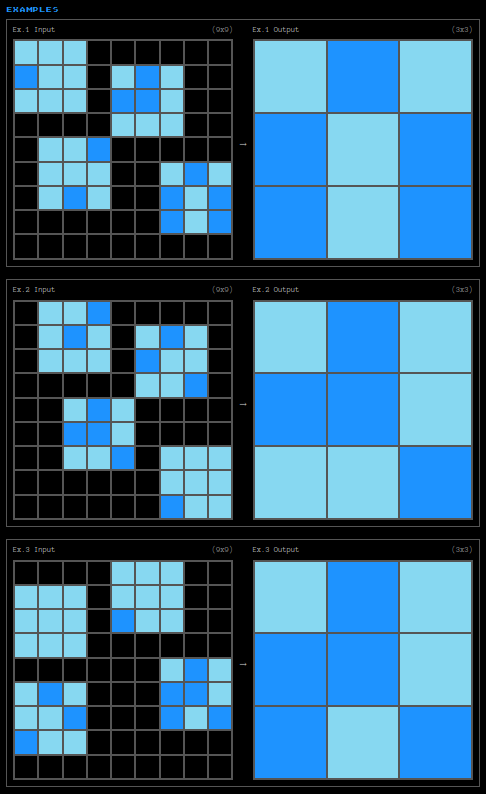 EXAMPLES
Ex.1 Input (9x9) Ex.1 Output (3x3)
→
Ex.2 Input (9x9) Ex.2 Output (3x3)
→
Ex.3 Input (9x9) Ex.3 Output (3x3)
→